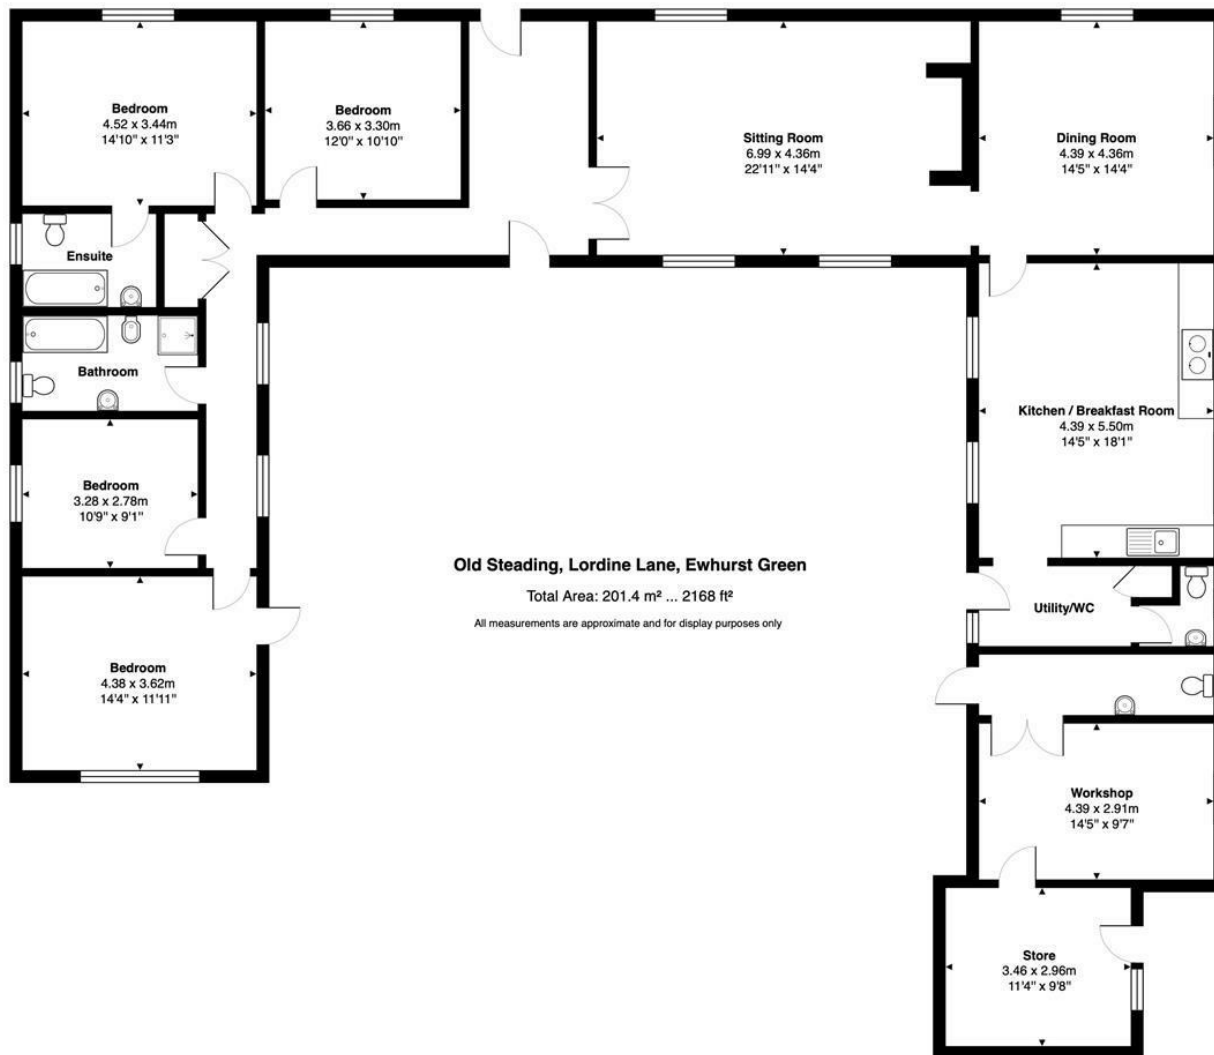 Bedroom
4.52 x 3.44m
14'10" x 11'3"
Bedroom
3.66 x 3.30m
12'0" x 10'10"
Sitting Room
6.99 x 4.36m
22'11" x 14'4"
Dining Room
4.39 x 4.36m
14'5" x 14'4"
Ensuite
Bathroom
Kitchen / Breakfast Room
4.39 x 5.50m
14'5" x 18'1"
Bedroom
3.28 x 2.78m
10'9" x 9'1"
Old Steading, Lordine Lane, Ewhurst Green
Total Area: 201.4 m² ... 2168 ft²
All measurements are approximate and for display purposes only
Utility/WC
Bedroom
4.38 x 3.62m
14'4" x 11'11"
Workshop
4.39 x 2.91m
14'5" x 9'7"
Store
3.46 x 2.96m
11'4" x 9'8"